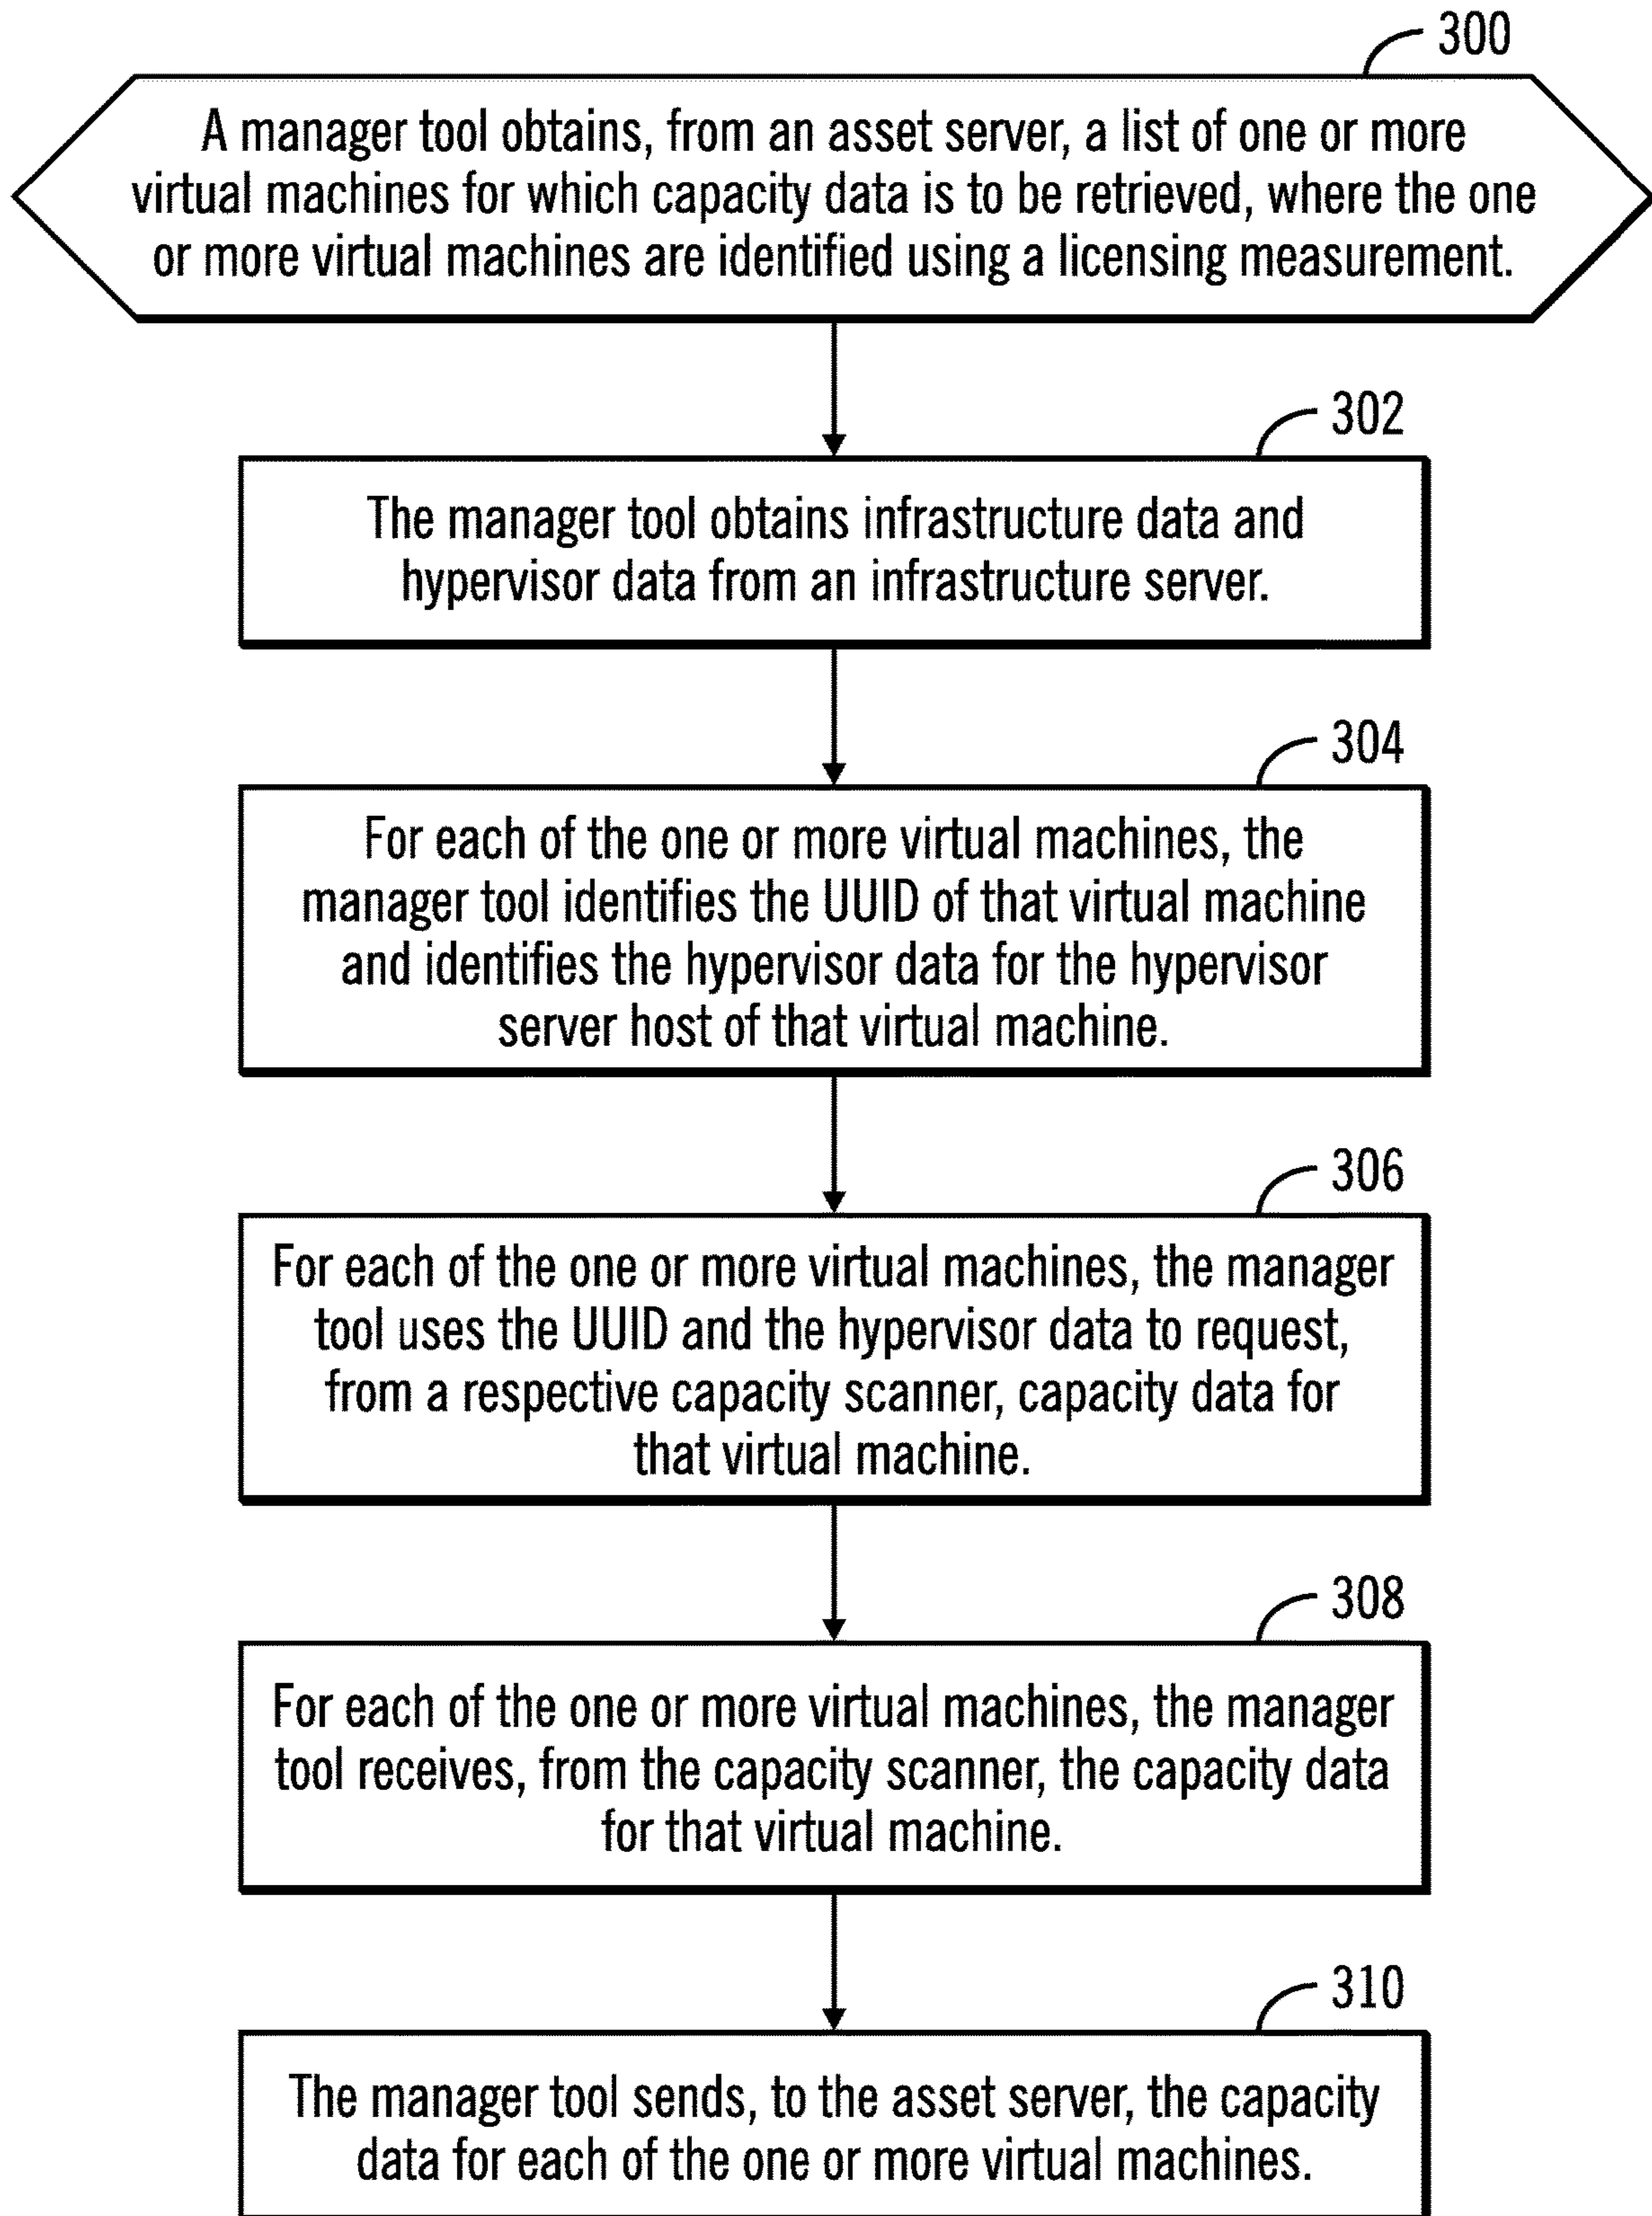 300
A manager tool obtains, from an asset server, a list of one or more
virtual machines for which capacity data is to be retrieved, where the one
or more virtual machines are identified using a licensing measurement.
302
The manager tool obtains infrastructure data and
hypervisor data from an infrastructure server.
304
For each of the one or more virtual machines, the
manager tool identifies the UUID of that virtual machine
and identifies the hypervisor data for the hypervisor
server host of that virtual machine.
306
For each of the one or more virtual machines, the manager
tool uses the UUID and the hypervisor data to request,
from a respective capacity scanner, capacity data for
that virtual machine.
308
For each of the one or more virtual machines, the manager
tool receives, from the capacity scanner, the capacity data
for that virtual machine.
310
The manager tool sends, to the asset server, the capacity
data for each of the one or more virtual machines.